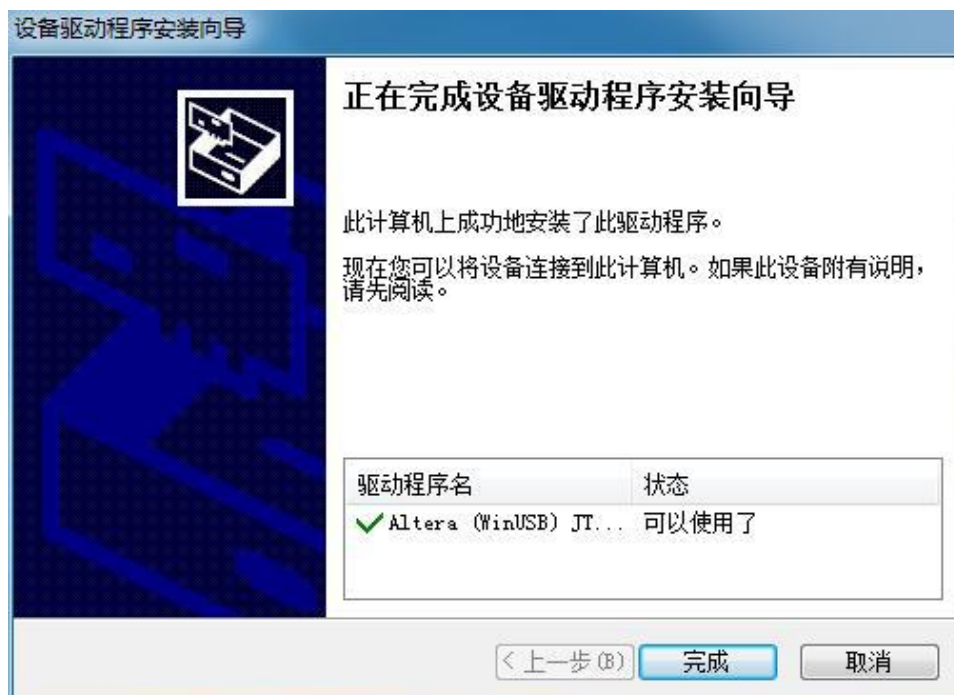 设备驱动程序安装向导
正在完成设备驱动程序安装向导
此计算机上成功地安装了此驱动程序。
现在您可以将设备连接到此计算机。如果此设备附有说明，
请先阅读。
驱动程序名 状态
Altera (WinUSB) JT... 可以使用了
<上一步(B) 完成 取消